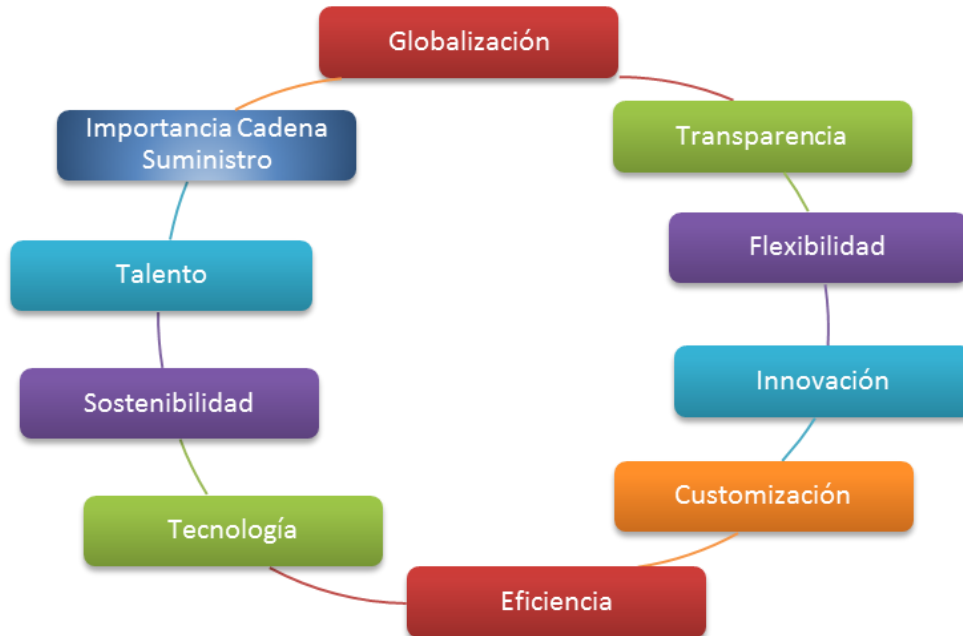 Globalización
Transparencia
Flexibilidad
Innovación
Customización
Eficiencia
Tecnología
Sostenibilidad
Talento
Importancia Cadena
Suministro